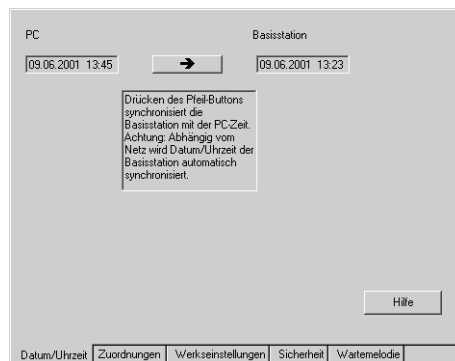 PC Basisstation
09.06.2001 13:45 ➔ 09.06.2001 13:23
Drücken des Pfeil-Buttons
synchronisiert die
Basisstation mit der PC-Zeit.
Achtung: Abhängig vom
Netz wird Datum/Uhrzeit der
Basisstation automatisch
synchronisiert.
Hilfe
Datum/Uhrzeit Zuordnungen Werkseinstellungen Sicherheit Wartemelodie